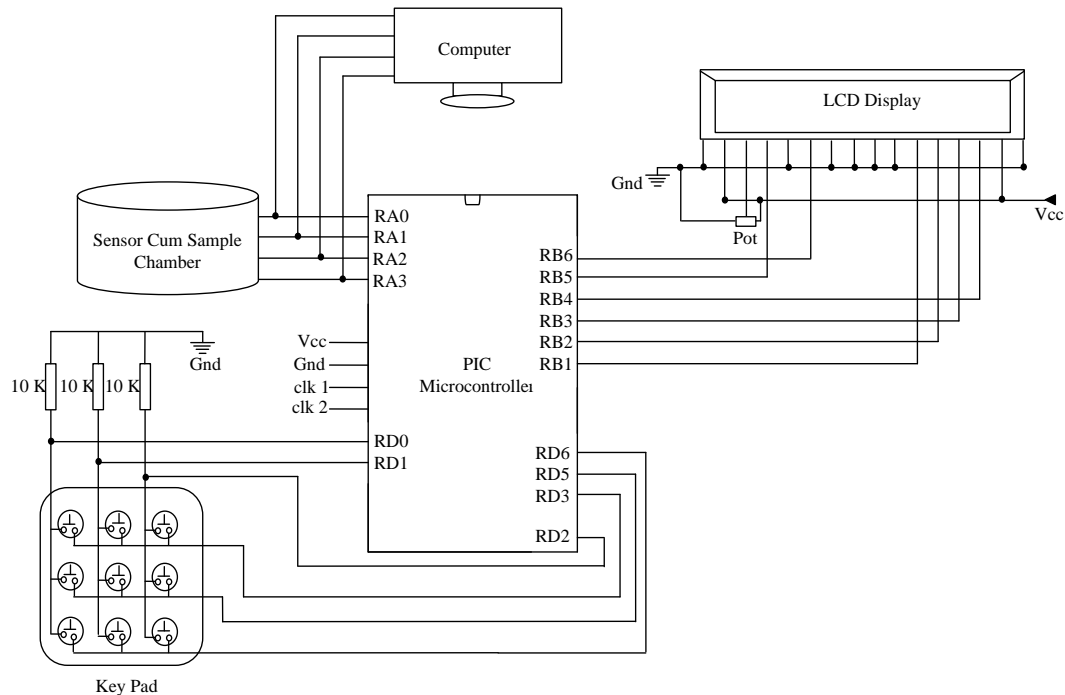 Computer
LCD Display
Gnd
Vcc
Pot
Sensor Cum Sample
Chamber
RA0
RA1
RA2
RA3
RB6
RB5
RB4
RB3
RB2
RB1
Vcc
Gnd
clk 1
clk 2
PIC
Microcontroller
Gnd
10 K
10 K
10 K
RD0
RD1
RD6
RD5
RD3
RD2
Key Pad